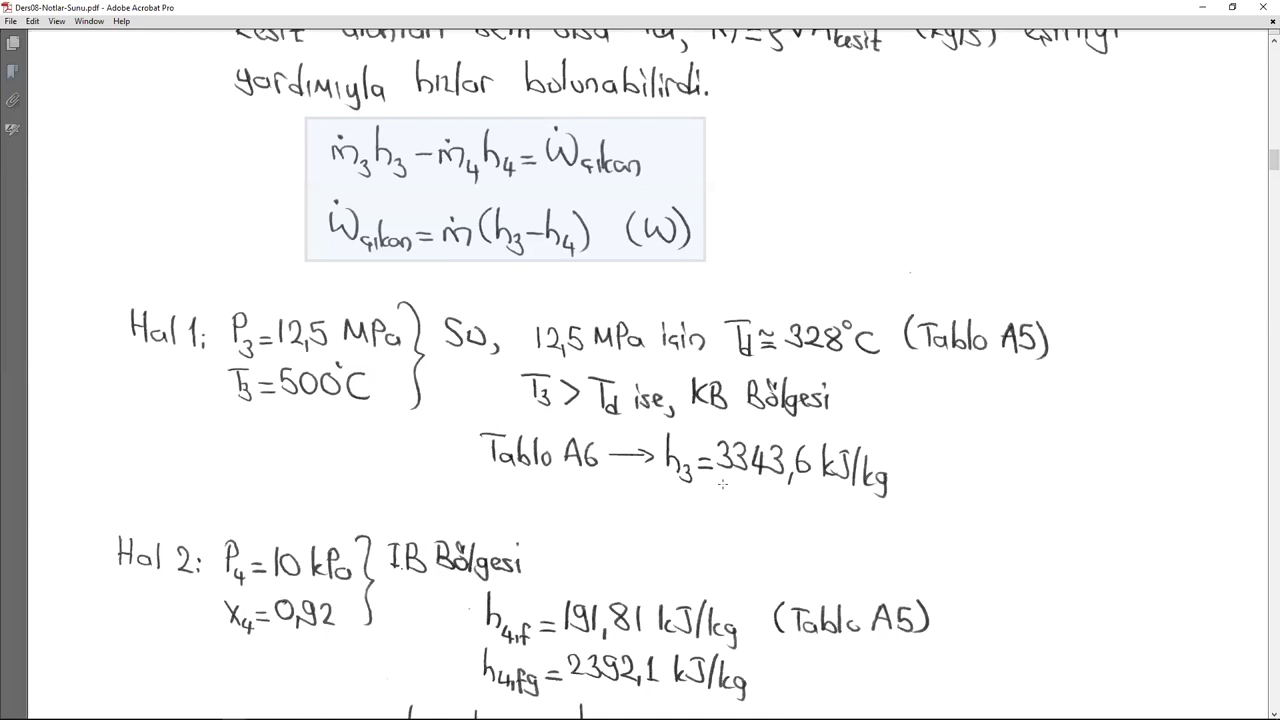 Ders08-Notlar-Sunu.pdf - Adobe Acrobat Pro
File Edit View Window Help
yardımıyla hızlar bulunabilirdi.
ṁ₃h₃ - ṁ₄h₄ = Ẇçıkan
Ẇçıkan = ṁ(h₃-h₄) (W)
Hal 1: P₃=12,5 MPa } Su, 12,5 MPa için Td ≅ 328°C (Tablo A5)
T₃=500°C T₃ > Td ise, KB Bölgesi
Tablo A6 → h₃=3343,6 kJ/kg
Hal 2: P₄=10 kPa } I.B Bölgesi
x₄=0,92 h₄,f = 191,81 kJ/kg (Tablo A5)
h₄,fg = 2392,1 kJ/kg